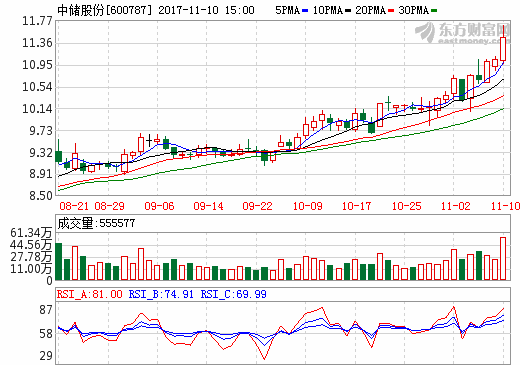 中储股份[600787] 2017-11-10 15:00 5PMA 10PMA 20PMA 30PMA
11.77
东方财富网
eastmoney.com
11.36
10.95
10.54
10.14
9.73
9.32
8.91
8.50
08-21 08-29 09-06 09-14 09-22 10-09 10-17 10-25 11-02 11-10
成交量:555577
61.34万
44.56万
27.78万
11.00万
0
RSI_A:81.00 RSI_B:74.91 RSI_C:69.99
87
58
29